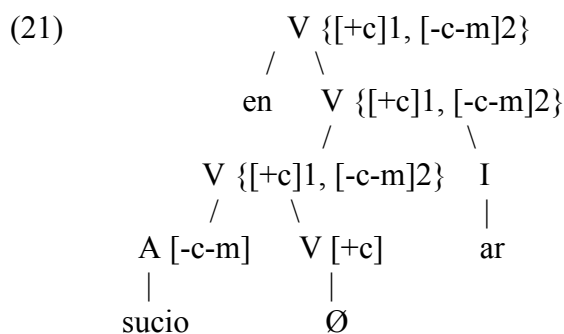 (21) V {[+c]1, [-c-m]2}
/ \
en V {[+c]1, [-c-m]2}
/ \
V {[+c]1, [-c-m]2} I
/ \ |
A [-c-m] V [+c] ar
| |
sucio Ø